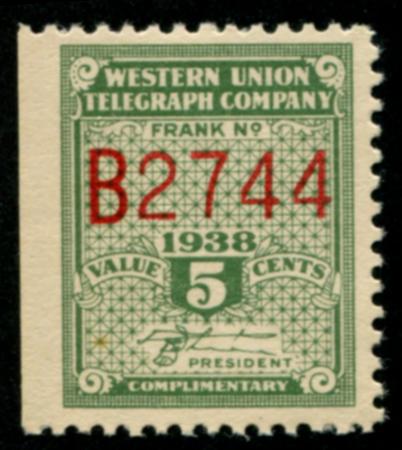 WESTERN UNION
TELEGRAPH COMPANY
FRANK Nº
B2744
1938
VALUE 5 CENTS
PRESIDENT
COMPLIMENTARY